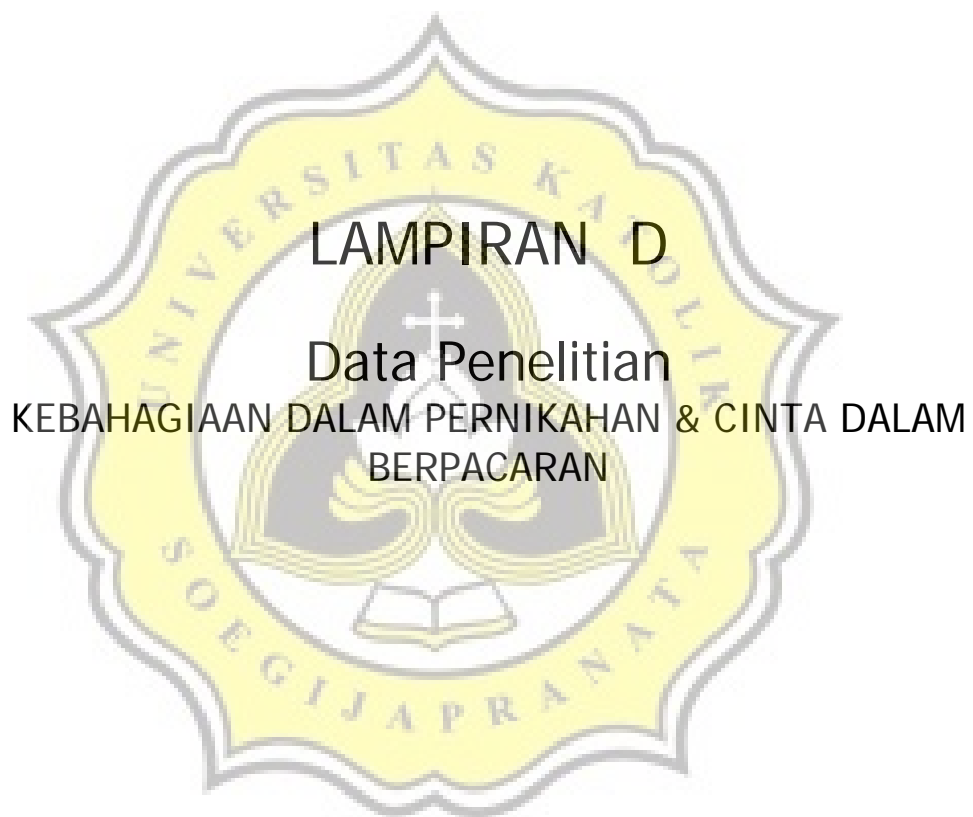 UNIVERSITAS KATOLIK
LAMPIRAN D
Data Penelitian
KEBAHAGIAAN DALAM PERNIKAHAN & CINTA DALAM
BERPACARAN
SOEGIJAPRANATA